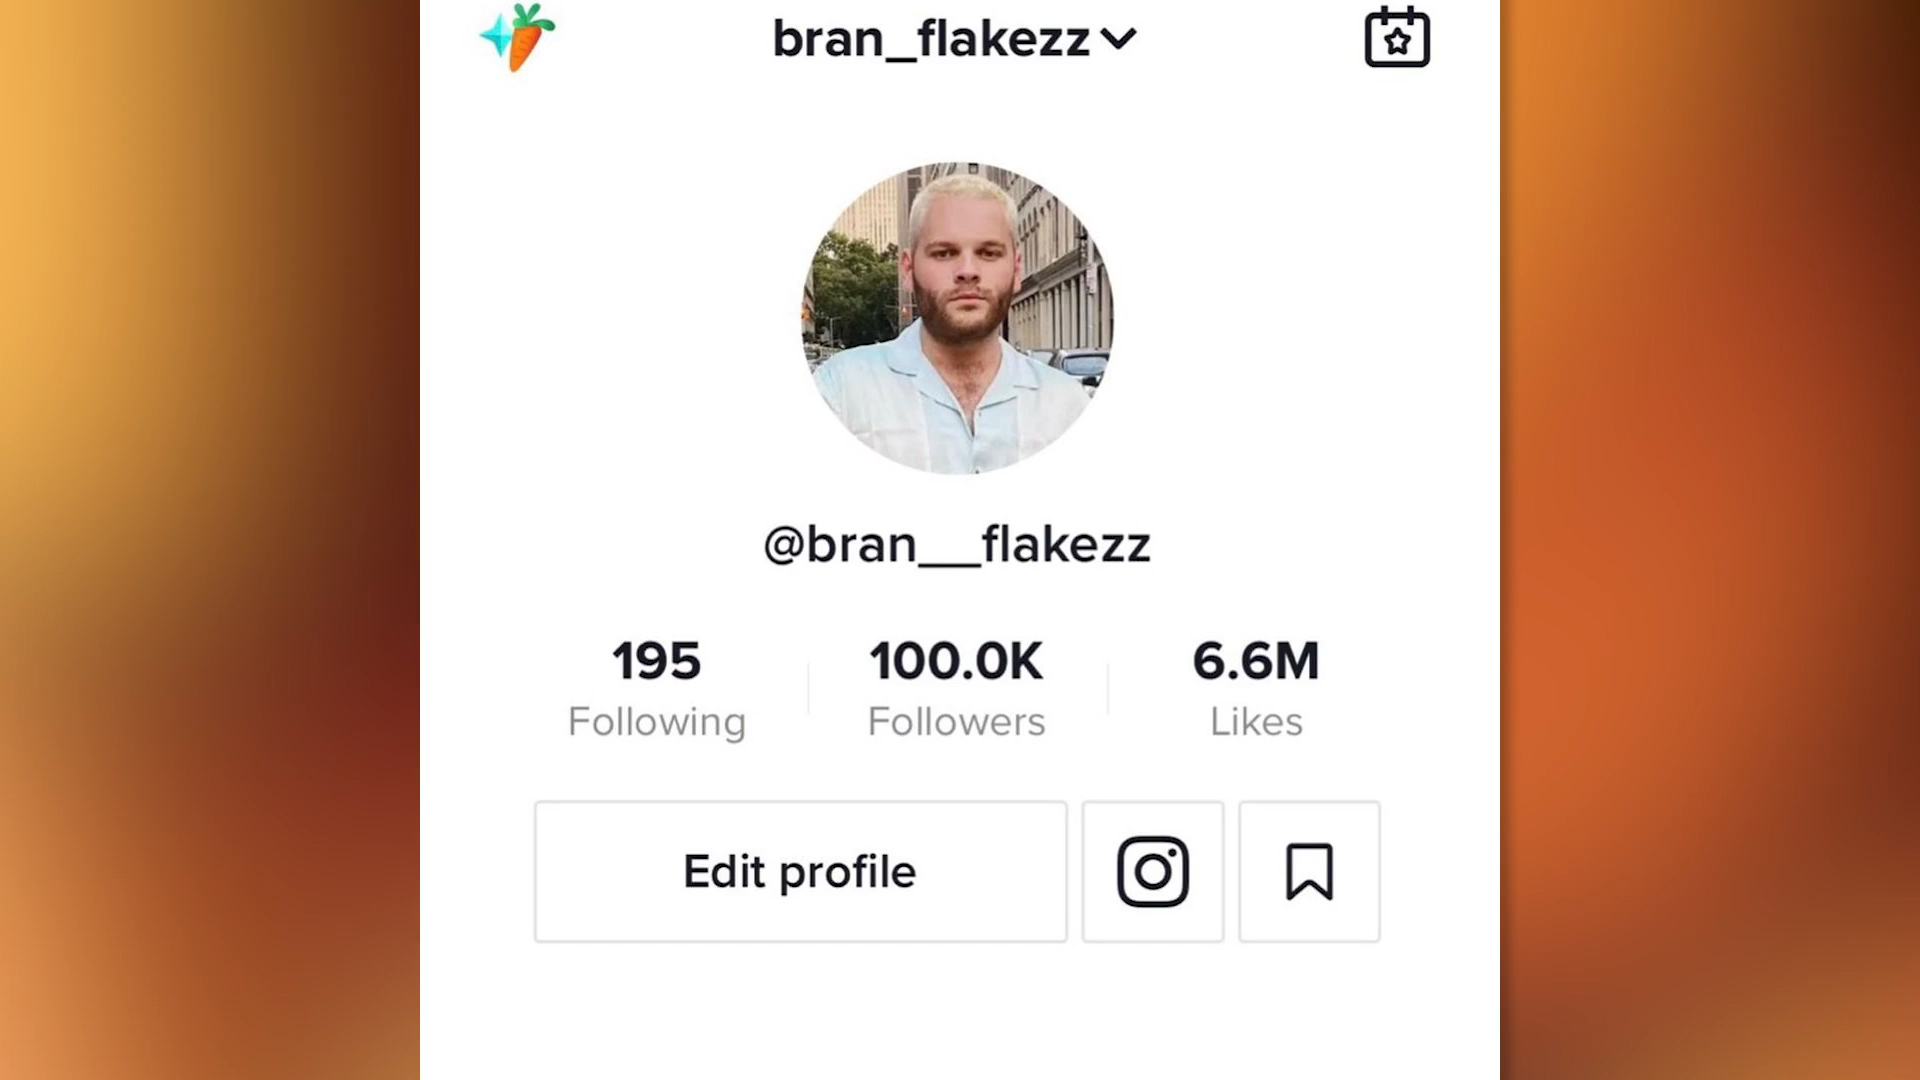 bran_flakezz
@bran__flakezz
195 100.0K 6.6M
Following Followers Likes
Edit profile